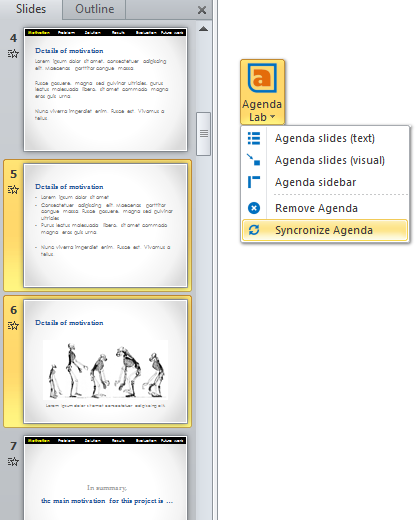 Slides
Outline
4
Motivation Problem Solution Results Evaluation Future works
Details of motivation
Lorem ipsum dolor sit amet, consectetuer adipiscing
elit. Maecenas porttitor congue massa.
Fusce posuere, magna sed pulvinar ultricies, purus
lectus malesuada libero, sit amet commodo magna
eros quis urna.
Nunc viverra imperdiet enim. Fusce est. Vivamus a
tellus.
5
Details of motivation
- Lorem ipsum dolor sit amet
- Consectetuer adipiscing elit. Maecenas porttitor
congue massa. Fusce posuere, magna sed pulvinar
ultricies
- Purus lectus malesuada libero, sit amet commodo
magna eros quis urna.
- Nunc viverra imperdiet enim. Fusce est. Vivamus a
tellus.
6
Details of motivation
Lorem ipsum dolor sit amet consectetuer adipiscing elit
7
Motivation Problem Solution Results Evaluation Future works
In summary,
the main motivation for this project is ...
a
Agenda
Lab
Agenda slides (text)
Agenda slides (visual)
Agenda sidebar
Remove Agenda
Syncronize Agenda